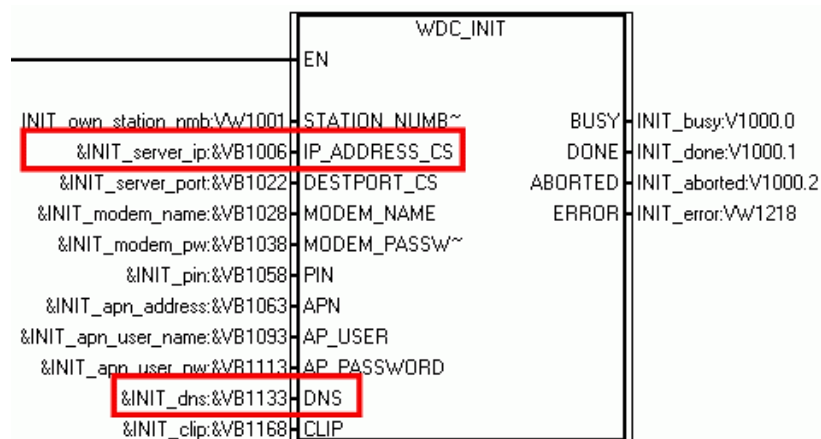 WDC_INIT
EN
INIT_own_station_nmb:VW1001 STATION_NUMB~ BUSY INIT_busy:V1000.0
&INIT_server_ip:&VB1006 IP_ADDRESS_CS DONE INIT_done:V1000.1
&INIT_server_port:&VB1022 DESTPORT_CS ABORTED INIT_aborted:V1000.2
&INIT_modem_name:&VB1028 MODEM_NAME ERROR INIT_error:VW1218
&INIT_modem_pw:&VB1038 MODEM_PASSW~
&INIT_pin:&VB1058 PIN
&INIT_apn_address:&VB1063 APN
&INIT_apn_user_name:&VB1093 AP_USER
&INIT_apn_user_pw:&VB1113 AP_PASSWORD
&INIT_dns:&VB1133 DNS
&INIT_clip:&VB1168 CLIP